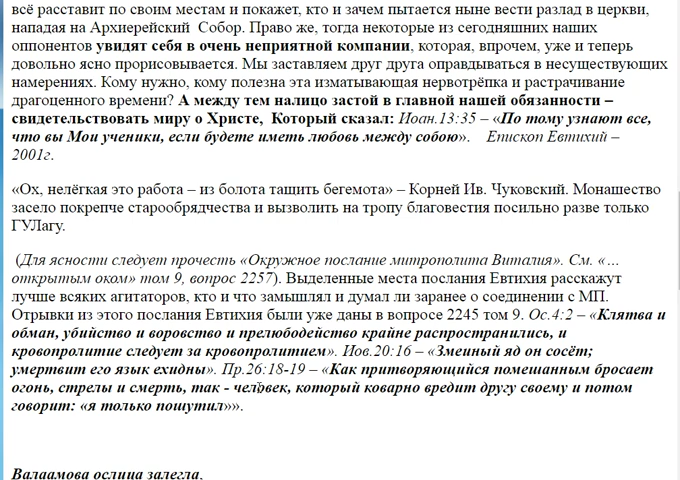 всё расставит по своим местам и покажет, кто и зачем пытается ныне вести разлад в церкви,
нападая на Архиерейский Собор. Право же, тогда некоторые из сегодняшних наших
оппонентов увидят себя в очень неприятной компании, которая, впрочем, уже и теперь
довольно ясно прорисовывается. Мы заставляем друг друга оправдываться в несуществующих
намерениях. Кому нужно, кому полезна эта изматывающая нервотрёпка и растрачивание
драгоценного времени? А между тем налицо застой в главной нашей обязанности –
свидетельствовать миру о Христе, Который сказал: Иоан.13:35 – «По тому узнают все,
что вы Мои ученики, если будете иметь любовь между собою». Епископ Евтихий –
2001г.
«Ох, нелёгкая это работа – из болота тащить бегемота» – Корней Ив. Чуковский. Монашество
засело покрепче старообрядчества и вызволить на тропу благовестия посильно разве только
ГУЛагу.
(Для ясности следует прочесть «Окружное послание митрополита Виталия». См. «…
открытым оком» том 9, вопрос 2257). Выделенные места послания Евтихия расскажут
лучше всяких агитаторов, кто и что замышлял и думал ли заранее о соединении с МП.
Отрывки из этого послания Евтихия были уже даны в вопросе 2245 том 9. Ос.4:2 – «Клятва и
обман, убийство и воровство и прелюбодейство крайне распространились, и
кровопролитие следует за кровопролитием». Иов.20:16 – «Змеиный яд он сосёт;
умертвит его язык ехидны». Пр.26:18-19 – «Как притворяющийся помешанным бросает
огонь, стрелы и смерть, так - человек, который коварно вредит другу своему и потом
говорит: «я только пошутил»».
Валаамова ослица залегла.